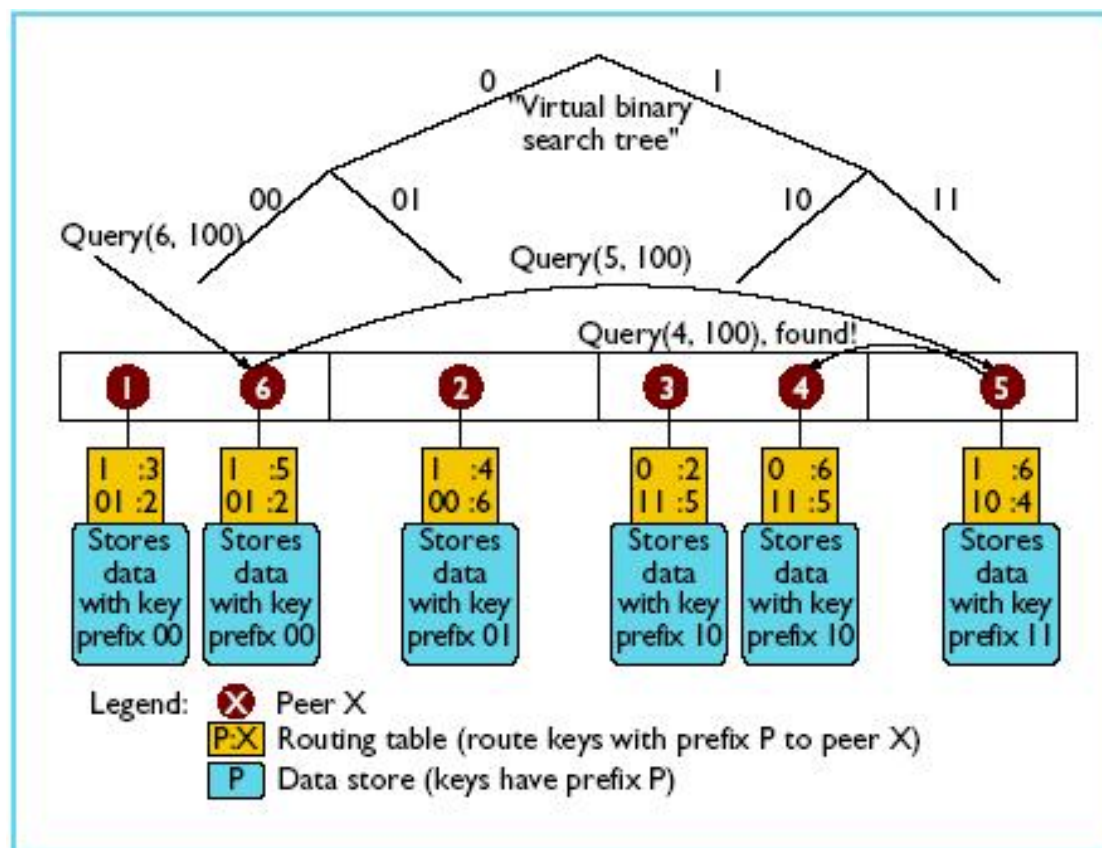 0
1
"Virtual binary
search tree"
00
01
10
11
Query(6, 100)
Query(5, 100)
Query(4, 100), found!
1
6
2
3
4
5
1 :3
01 :2
1 :5
01 :2
1 :4
00 :6
0 :2
11 :5
0 :6
11 :5
1 :6
10 :4
Stores
data
with key
prefix 00
Stores
data
with key
prefix 00
Stores
data
with key
prefix 01
Stores
data
with key
prefix 10
Stores
data
with key
prefix 10
Stores
data
with key
prefix 11
Legend:
X Peer X
P:X Routing table (route keys with prefix P to peer X)
P Data store (keys have prefix P)